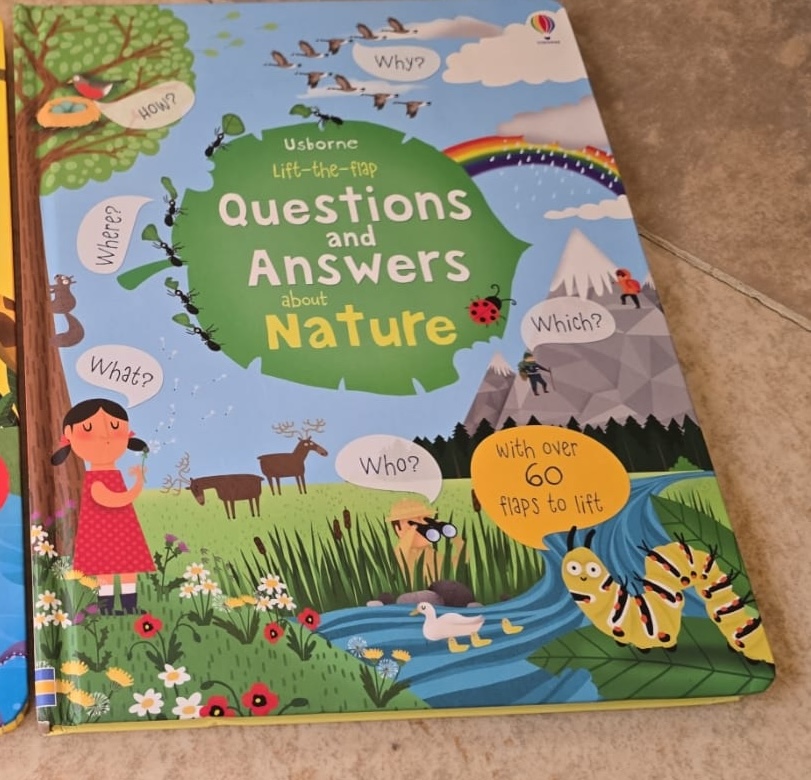 Why?
How?
Usborne
Lift-the-flap
Questions
and
Answers
about
Nature
Where?
Which?
What?
Who?
With over
60
flaps to lift
USBORNE